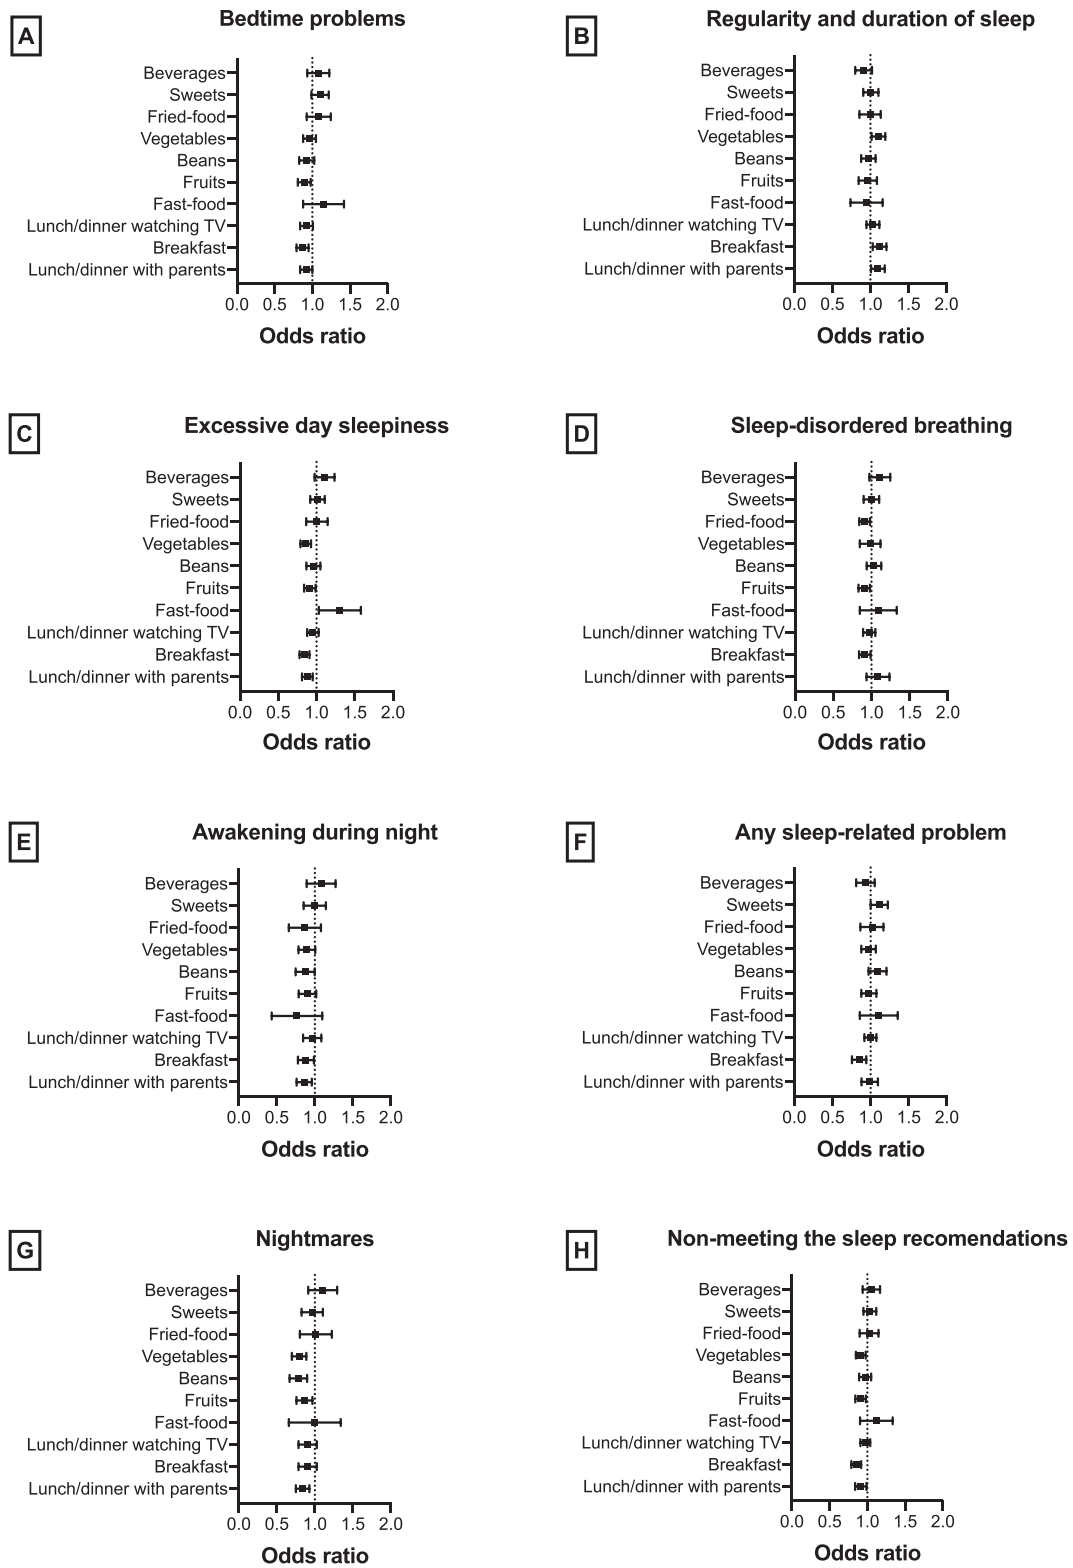 A
Bedtime problems
Beverages
Sweets
Fried-food
Vegetables
Beans
Fruits
Fast-food
Lunch/dinner watching TV
Breakfast
Lunch/dinner with parents
0.0 0.5 1.0 1.5 2.0
Odds ratio
B
Regularity and duration of sleep
Beverages
Sweets
Fried-food
Vegetables
Beans
Fruits
Fast-food
Lunch/dinner watching TV
Breakfast
Lunch/dinner with parents
0.0 0.5 1.0 1.5 2.0
Odds ratio
C
Excessive day sleepiness
Beverages
Sweets
Fried-food
Vegetables
Beans
Fruits
Fast-food
Lunch/dinner watching TV
Breakfast
Lunch/dinner with parents
0.0 0.5 1.0 1.5 2.0
Odds ratio
D
Sleep-disordered breathing
Beverages
Sweets
Fried-food
Vegetables
Beans
Fruits
Fast-food
Lunch/dinner watching TV
Breakfast
Lunch/dinner with parents
0.0 0.5 1.0 1.5 2.0
Odds ratio
E
Awakening during night
Beverages
Sweets
Fried-food
Vegetables
Beans
Fruits
Fast-food
Lunch/dinner watching TV
Breakfast
Lunch/dinner with parents
0.0 0.5 1.0 1.5 2.0
Odds ratio
F
Any sleep-related problem
Beverages
Sweets
Fried-food
Vegetables
Beans
Fruits
Fast-food
Lunch/dinner watching TV
Breakfast
Lunch/dinner with parents
0.0 0.5 1.0 1.5 2.0
Odds ratio
G
Nightmares
Beverages
Sweets
Fried-food
Vegetables
Beans
Fruits
Fast-food
Lunch/dinner watching TV
Breakfast
Lunch/dinner with parents
0.0 0.5 1.0 1.5 2.0
Odds ratio
H
Non-meeting the sleep recomendations
Beverages
Sweets
Fried-food
Vegetables
Beans
Fruits
Fast-food
Lunch/dinner watching TV
Breakfast
Lunch/dinner with parents
0.0 0.5 1.0 1.5 2.0
Odds ratio